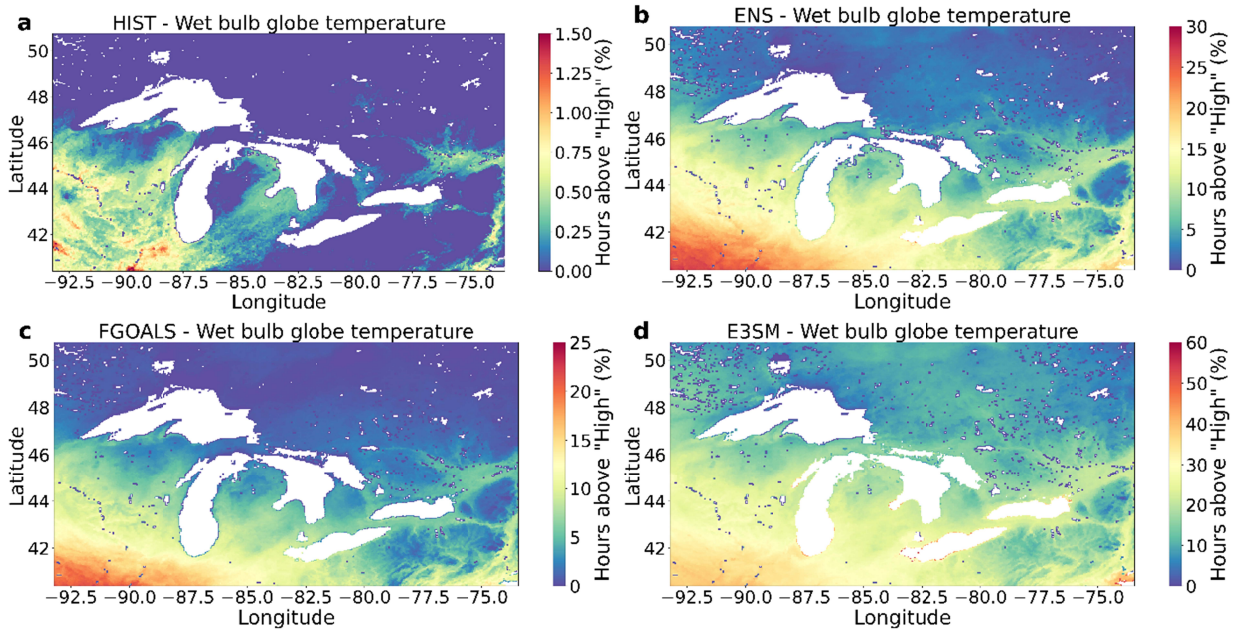 a HIST - Wet bulb globe temperature
50
48
46
44
42
Latitude
−92.5 −90.0 −87.5 −85.0 −82.5 −80.0 −77.5 −75.0
Longitude
1.50
1.25
1.00
0.75
0.50
0.25
0.00
Hours above "High" (%)
b ENS - Wet bulb globe temperature
50
48
46
44
42
Latitude
−92.5 −90.0 −87.5 −85.0 −82.5 −80.0 −77.5 −75.0
Longitude
30
25
20
15
10
5
0
Hours above "High" (%)
c FGOALS - Wet bulb globe temperature
50
48
46
44
42
Latitude
−92.5 −90.0 −87.5 −85.0 −82.5 −80.0 −77.5 −75.0
Longitude
25
20
15
10
5
0
Hours above "High" (%)
d E3SM - Wet bulb globe temperature
50
48
46
44
42
Latitude
−92.5 −90.0 −87.5 −85.0 −82.5 −80.0 −77.5 −75.0
Longitude
60
50
40
30
20
10
0
Hours above "High" (%)